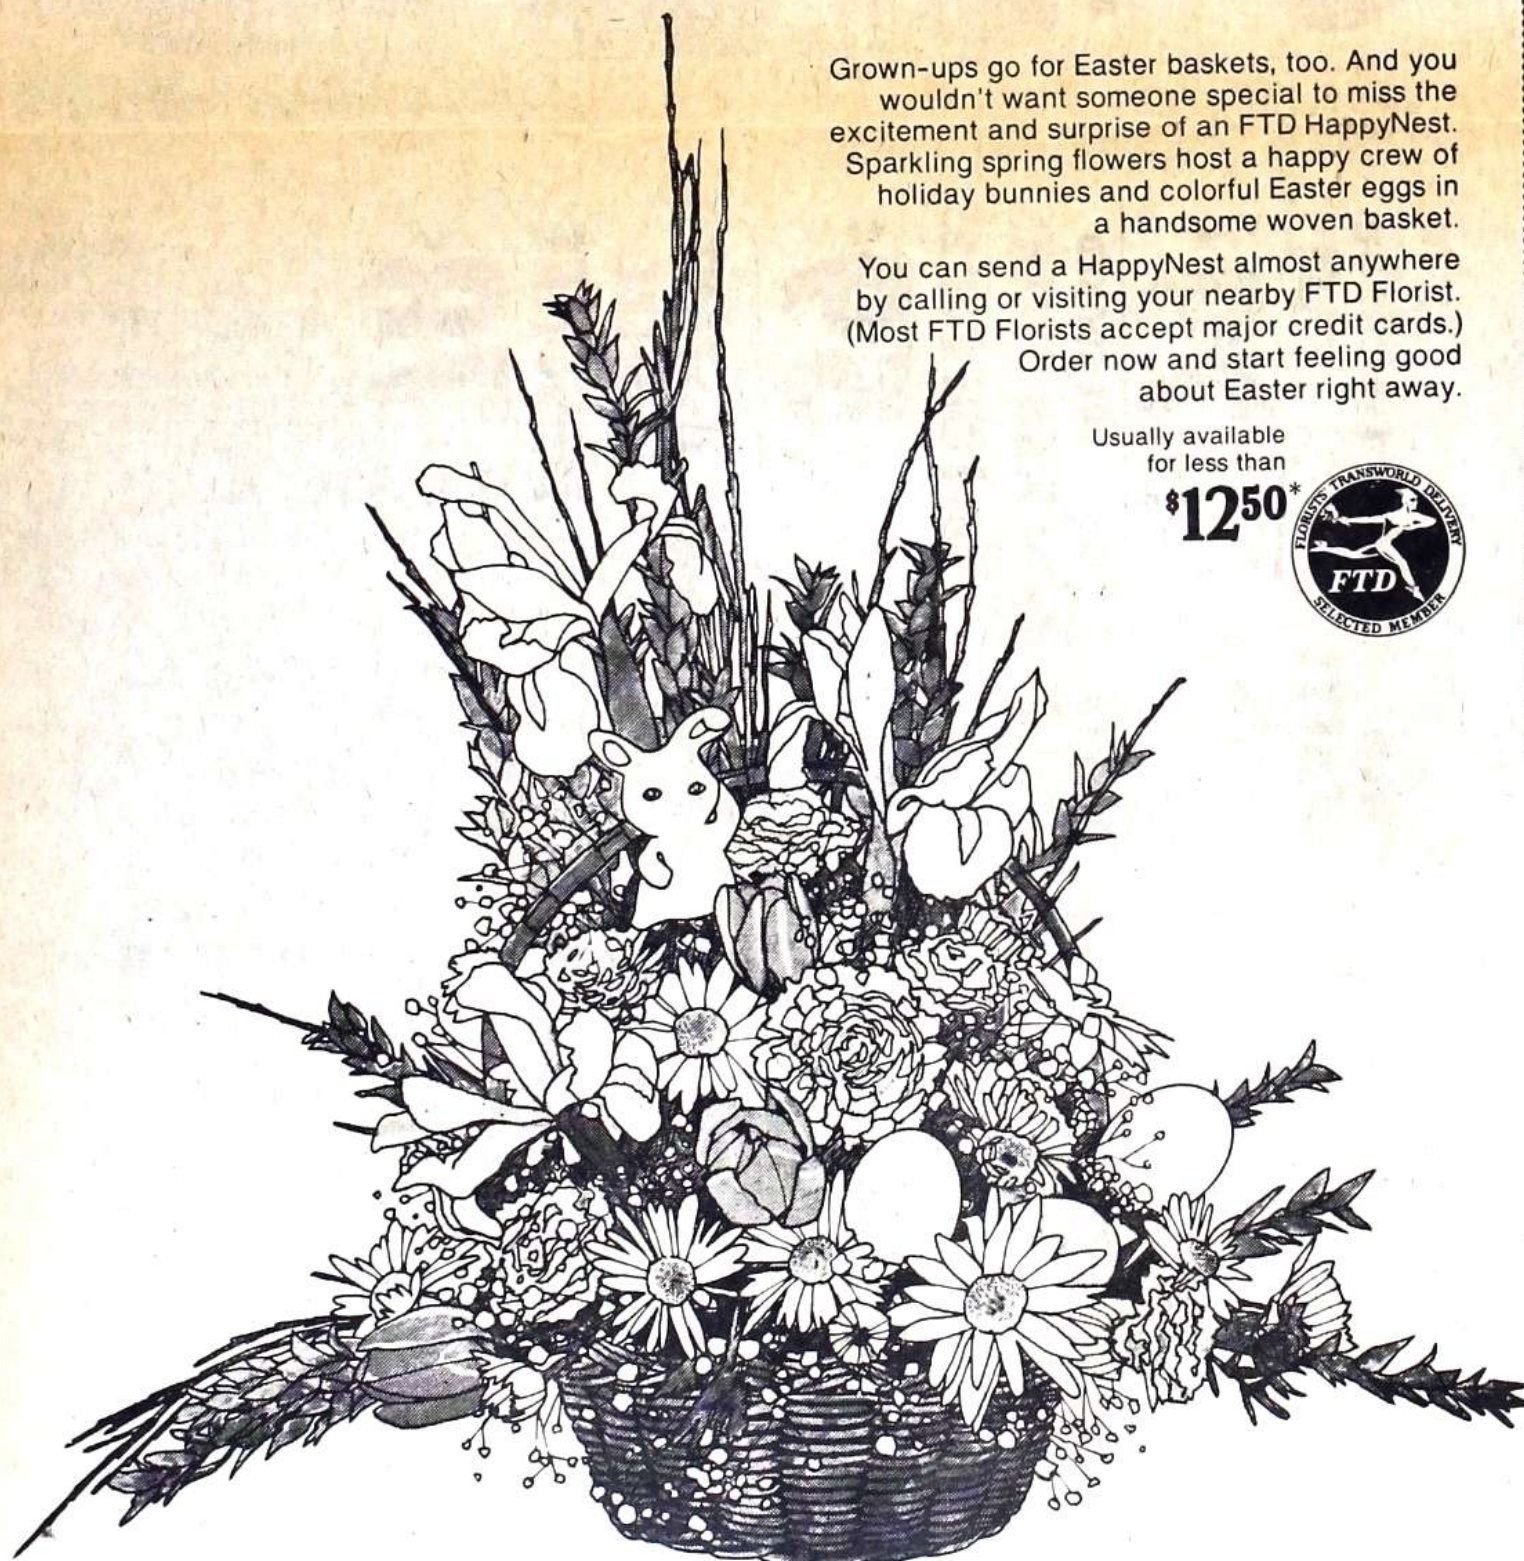 Grown-ups go for Easter baskets, too. And you
wouldn't want someone special to miss the
excitement and surprise of an FTD HappyNest.
Sparkling spring flowers host a happy crew of
holiday bunnies and colorful Easter eggs in
a handsome woven basket.
You can send a HappyNest almost anywhere
by calling or visiting your nearby FTD Florist.
(Most FTD Florists accept major credit cards.)
Order now and start feeling good
about Easter right away.
Usually available
for less than
$1250*
FLORISTS' TRANSWORLD DELIVERY
FTD
SELECTED MEMBER